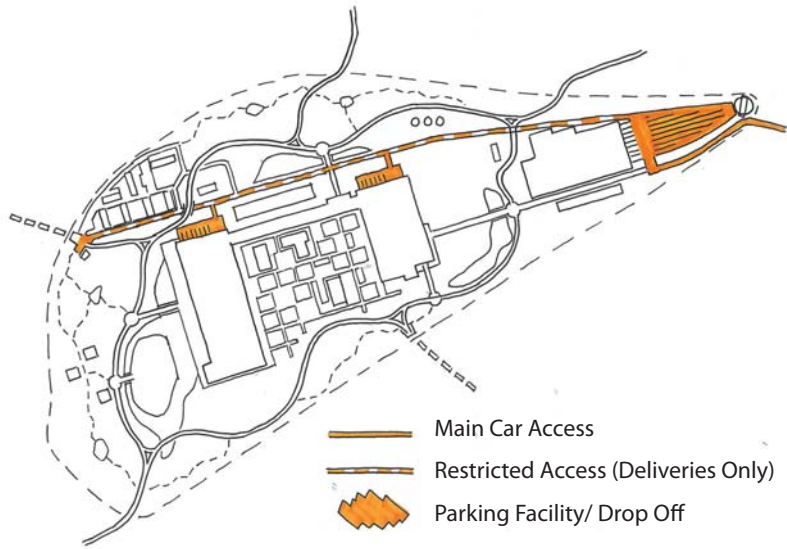 Main Car Access
Restricted Access (Deliveries Only)
Parking Facility/ Drop Off